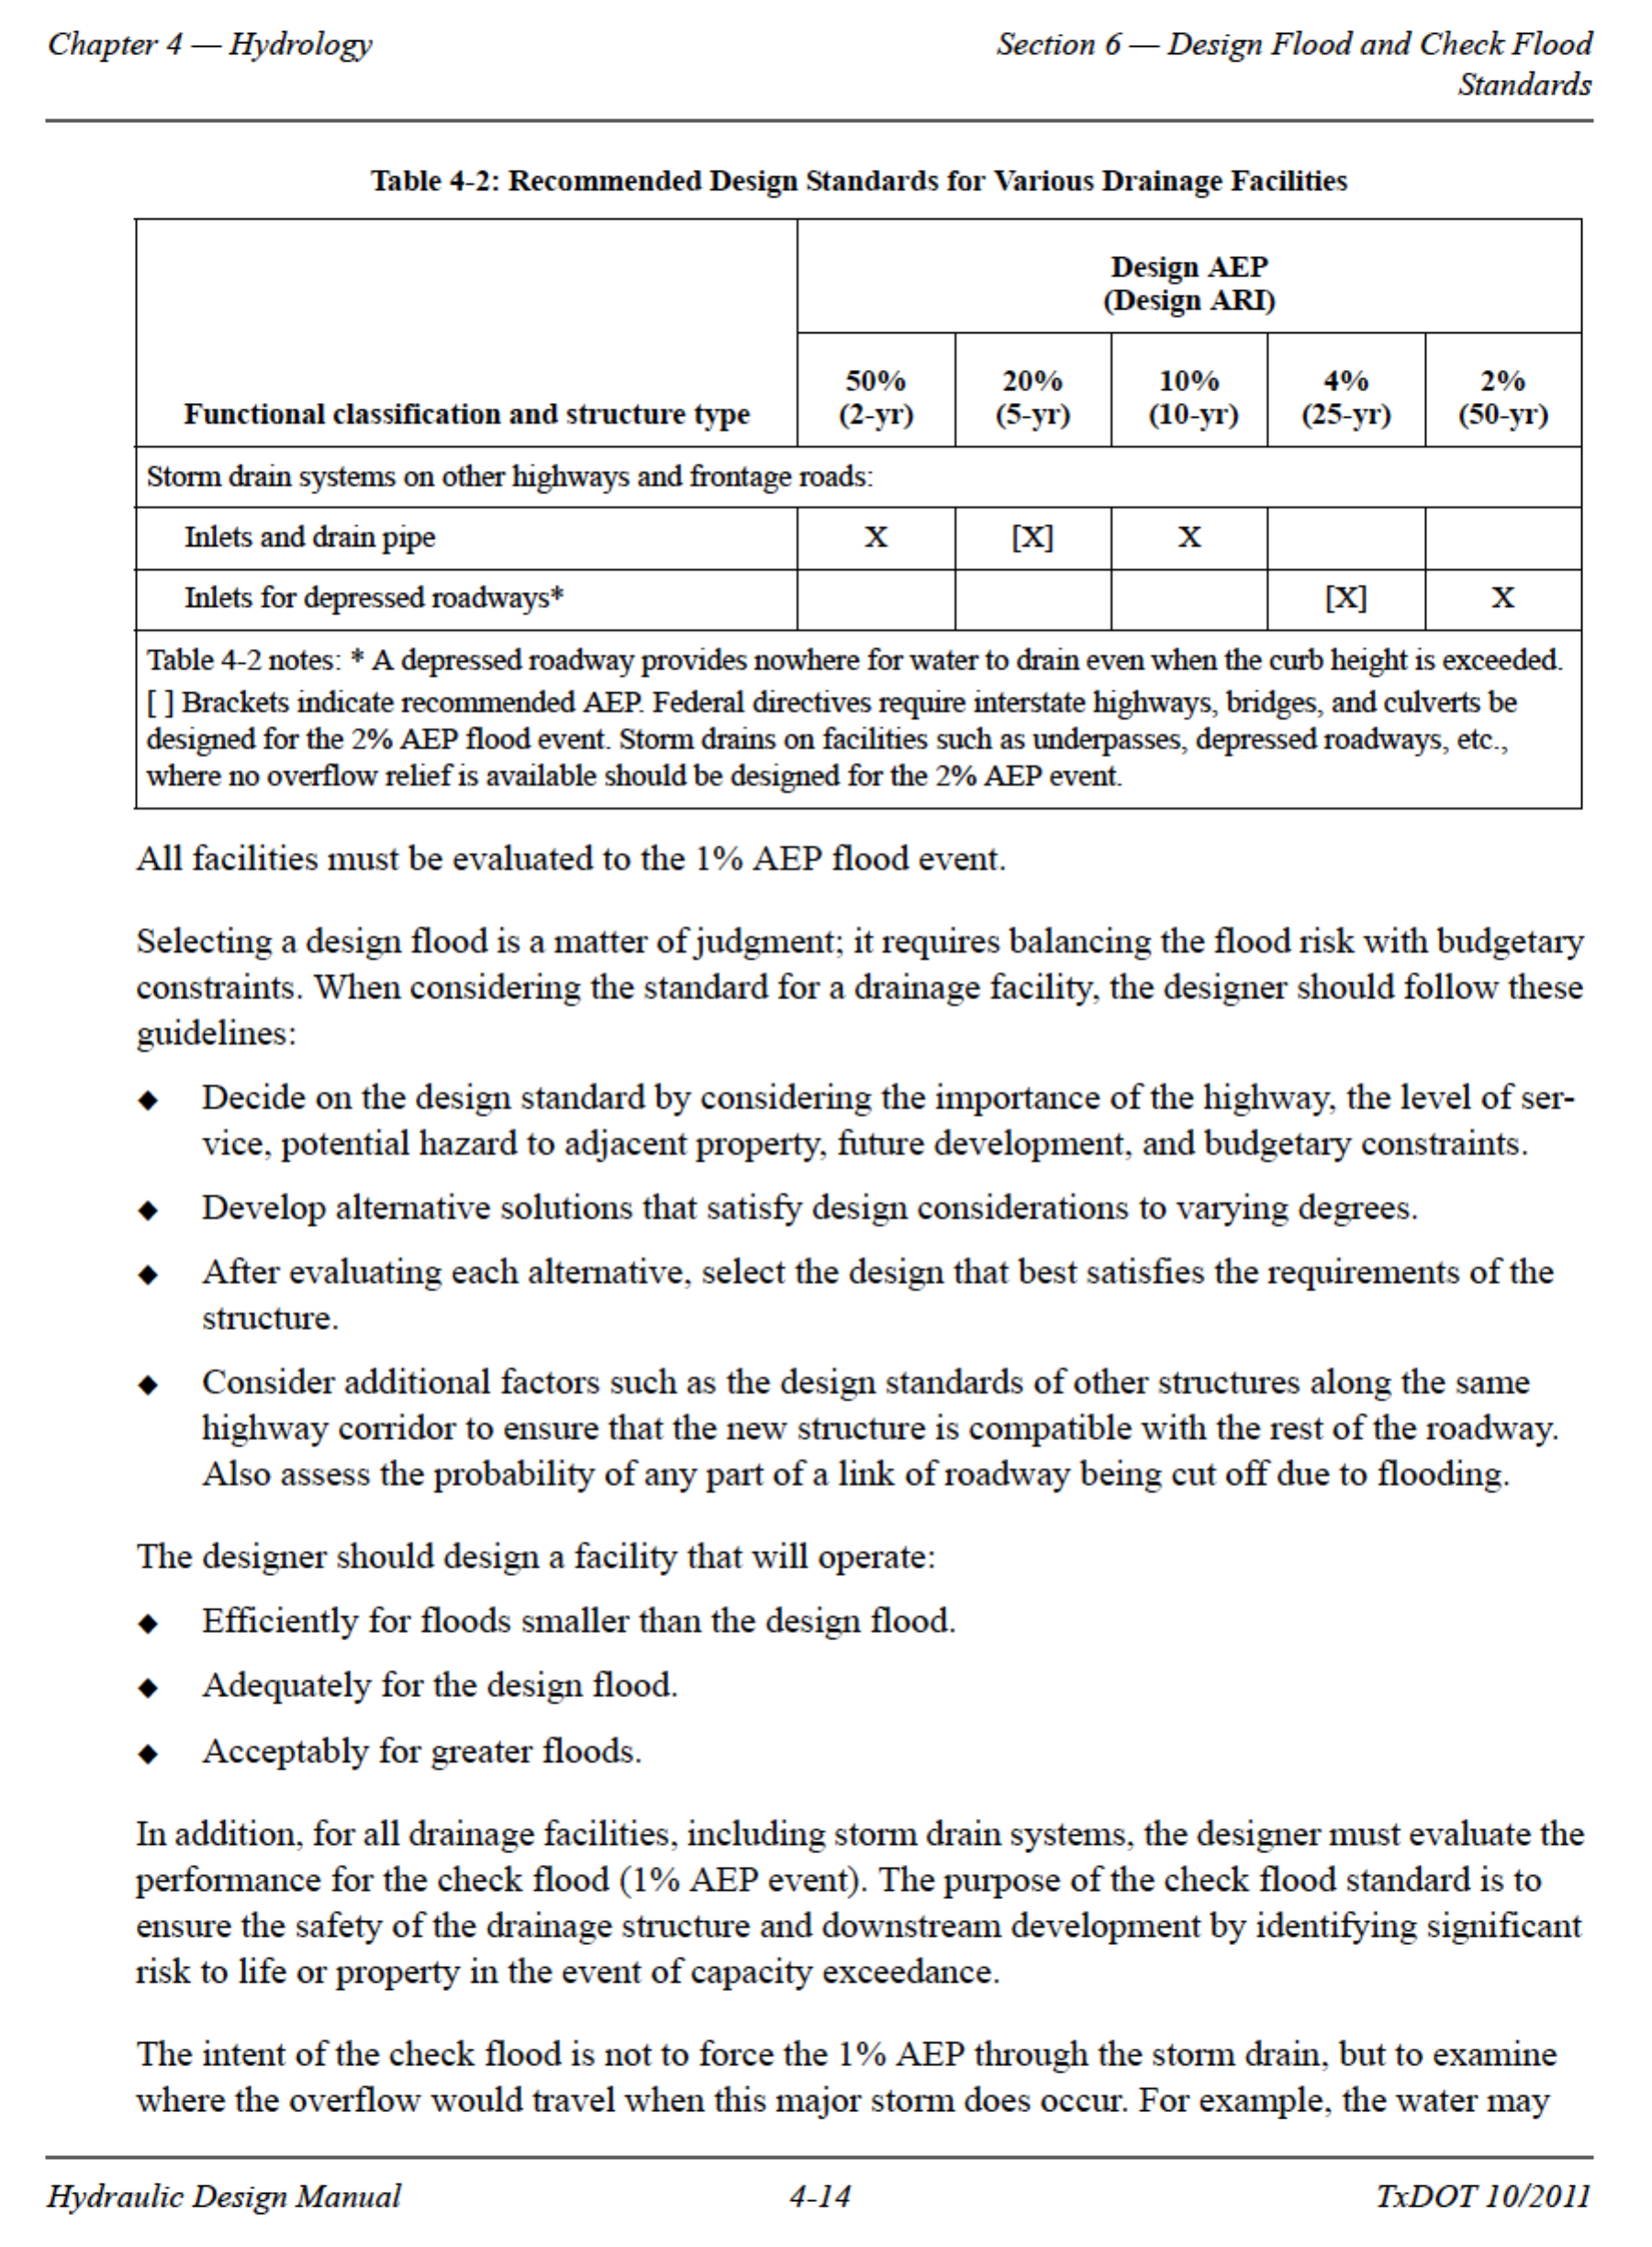 Chapter 4 — Hydrology
Section 6 — Design Flood and Check Flood
Standards
Table 4-2: Recommended Design Standards for Various Drainage Facilities
Design AEP
(Design ARI)
Functional classification and structure type
50%
(2-yr)
20%
(5-yr)
10%
(10-yr)
4%
(25-yr)
2%
(50-yr)
Storm drain systems on other highways and frontage roads:
Inlets and drain pipe X [X] X
Inlets for depressed roadways* [X] X
Table 4-2 notes: * A depressed roadway provides nowhere for water to drain even when the curb height is exceeded.
[ ] Brackets indicate recommended AEP. Federal directives require interstate highways, bridges, and culverts be
designed for the 2% AEP flood event. Storm drains on facilities such as underpasses, depressed roadways, etc.,
where no overflow relief is available should be designed for the 2% AEP event.
All facilities must be evaluated to the 1% AEP flood event.
Selecting a design flood is a matter of judgment; it requires balancing the flood risk with budgetary
constraints. When considering the standard for a drainage facility, the designer should follow these
guidelines:
◆ Decide on the design standard by considering the importance of the highway, the level of ser-
vice, potential hazard to adjacent property, future development, and budgetary constraints.
◆ Develop alternative solutions that satisfy design considerations to varying degrees.
◆ After evaluating each alternative, select the design that best satisfies the requirements of the
structure.
◆ Consider additional factors such as the design standards of other structures along the same
highway corridor to ensure that the new structure is compatible with the rest of the roadway.
Also assess the probability of any part of a link of roadway being cut off due to flooding.
The designer should design a facility that will operate:
◆ Efficiently for floods smaller than the design flood.
◆ Adequately for the design flood.
◆ Acceptably for greater floods.
In addition, for all drainage facilities, including storm drain systems, the designer must evaluate the
performance for the check flood (1% AEP event). The purpose of the check flood standard is to
ensure the safety of the drainage structure and downstream development by identifying significant
risk to life or property in the event of capacity exceedance.
The intent of the check flood is not to force the 1% AEP through the storm drain, but to examine
where the overflow would travel when this major storm does occur. For example, the water may
Hydraulic Design Manual
4-14
TxDOT 10/2011